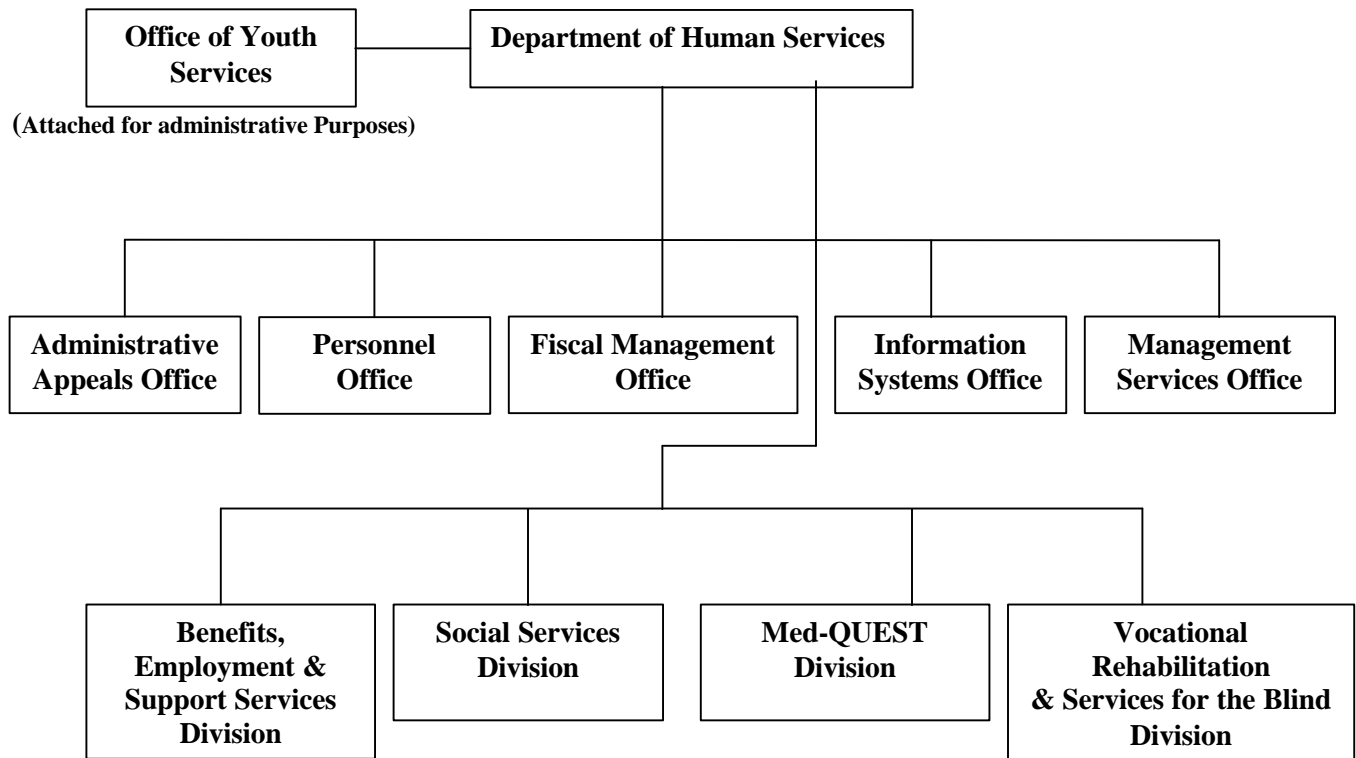 Office of Youth
Services
Department of Human Services
(Attached for administrative Purposes)
Administrative
Appeals Office
Personnel
Office
Fiscal Management
Office
Information
Systems Office
Management
Services Office
Benefits,
Employment &
Support Services
Division
Social Services
Division
Med-QUEST
Division
Vocational
Rehabilitation
& Services for the Blind
Division